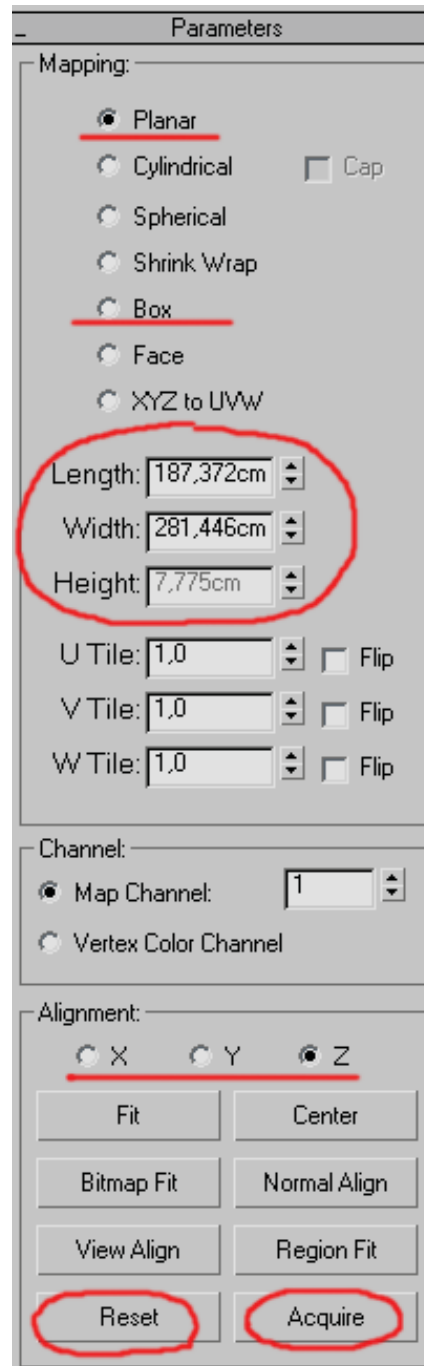 Parameters
Mapping:
Planar
Cylindrical Cap
Spherical
Shrink Wrap
Box
Face
XYZ to UVW
Length: 187,372cm
Width: 281,446cm
Height: 7,775cm
U Tile: 1,0 Flip
V Tile: 1,0 Flip
W Tile: 1,0 Flip
Channel:
Map Channel: 1
Vertex Color Channel
Alignment:
X Y Z
Fit Center
Bitmap Fit Normal Align
View Align Region Fit
Reset Acquire